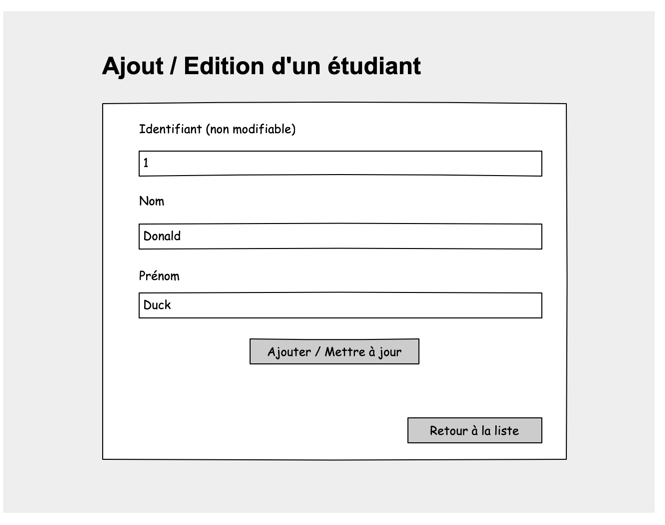 Ajout / Edition d'un étudiant
Identifiant (non modifiable)
1
Nom
Donald
Prénom
Duck
Ajouter / Mettre à jour
Retour à la liste